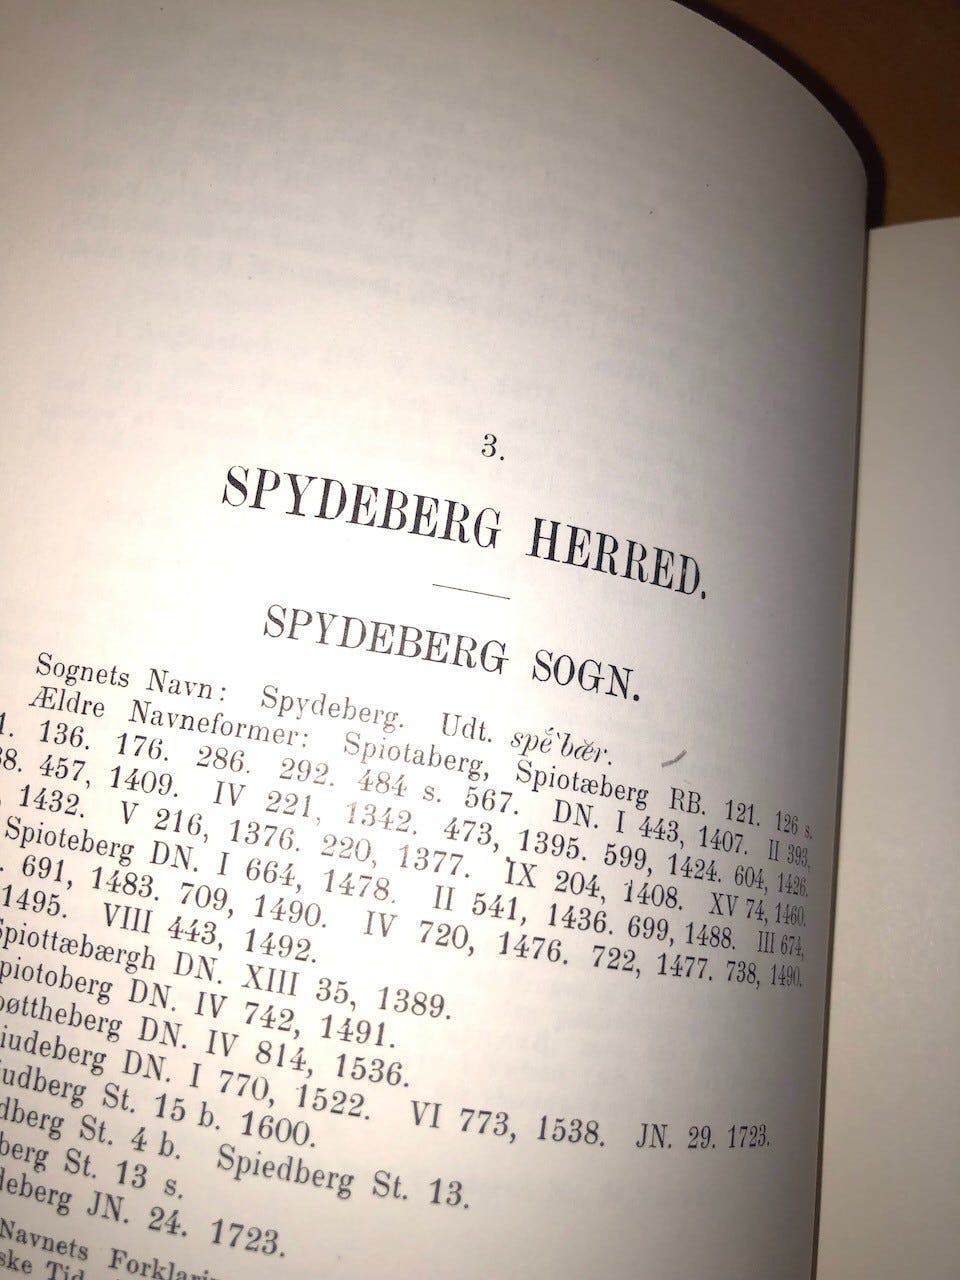 3.
SPYDEBERG HERRED.
SPYDEBERG SOGN.
Sognets Navn: Spydeberg. Udt. spé`bær.
Ældre Navneformer: Spiotaberg, Spiotæberg RB. 121. 126 s.
136. 176. 286. 292. 484 s. 567. DN. I 443, 1407. II 393,
457, 1409. IV 221, 1342. 473, 1395. 599, 1424. 604, 1426.
1432. V 216, 1376. 220, 1377. IX 204, 1408. XV 74, 1460.
Spioteberg DN. I 664, 1478. II 541, 1436. 699, 1488. III 674,
691, 1483. 709, 1490. IV 720, 1476. 722, 1477. 738, 1490.
1495. VIII 443, 1492.
Spiottæbærgh DN. XIII 35, 1389.
piotoberg DN. IV 742, 1491.
øttheberg DN. IV 814, 1536.
iudeberg DN. I 770, 1522. VI 773, 1538. JN. 29. 1723.
udberg St. 15 b. 1600.
dberg St. 4 b. Spiedberg St. 13.
berg St. 13 s.
deberg JN. 24. 1723.
Navnets
ske Tid